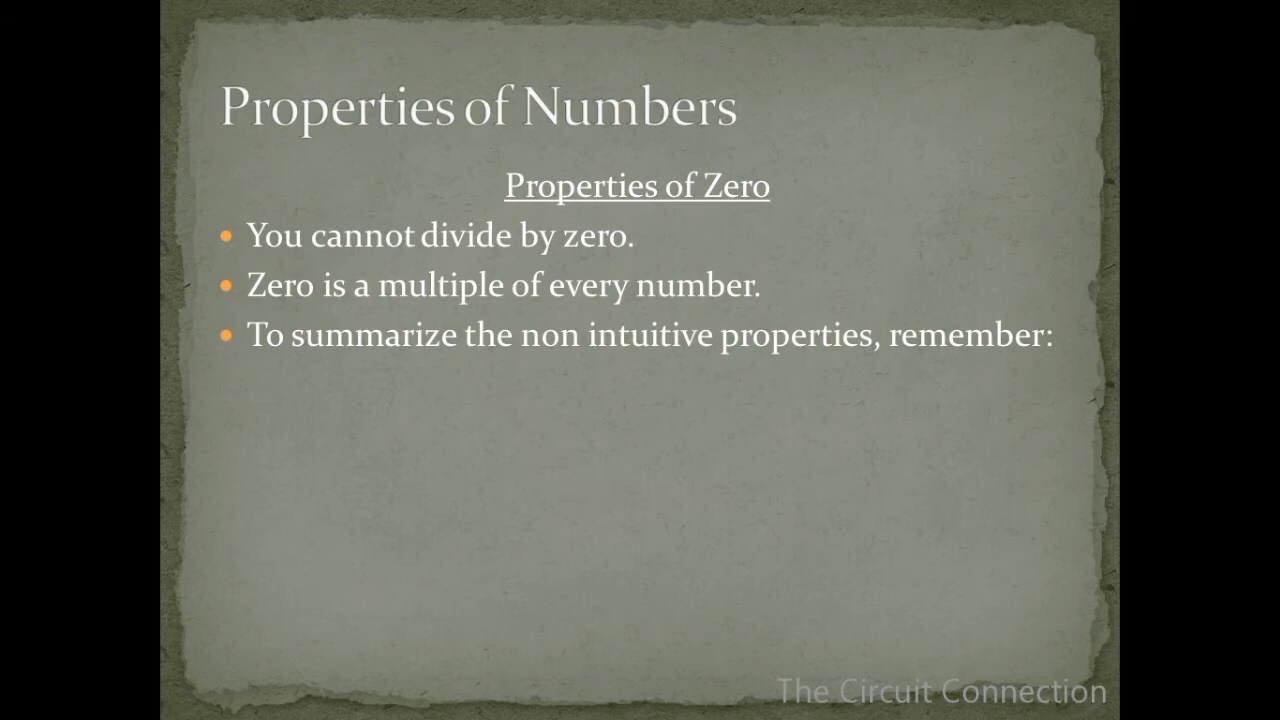 Properties of Numbers
Properties of Zero
• You cannot divide by zero.
• Zero is a multiple of every number.
• To summarize the non intuitive properties, remember:
The Circuit Connection